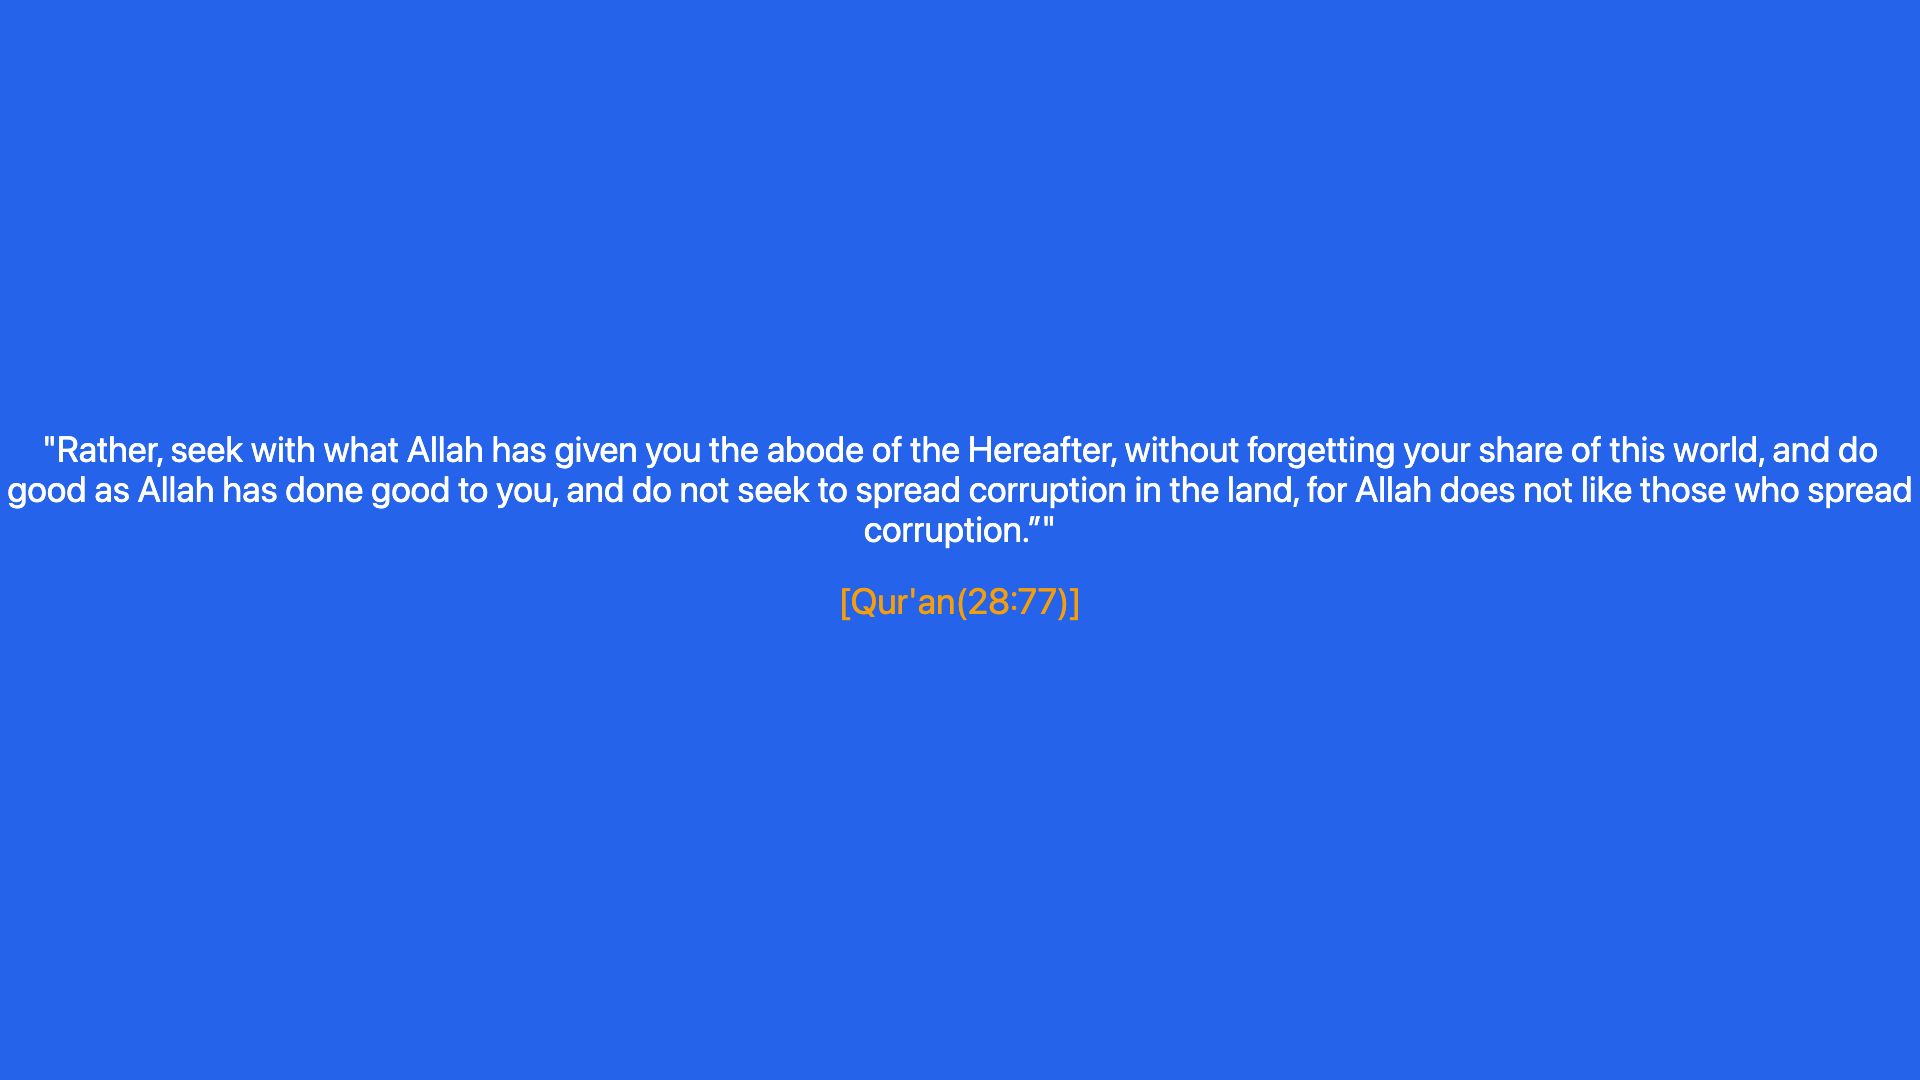 "Rather, seek with what Allah has given you the abode of the Hereafter, without forgetting your share of this world, and do
good as Allah has done good to you, and do not seek to spread corruption in the land, for Allah does not like those who spread
corruption.”"
[Qur'an(28:77)]